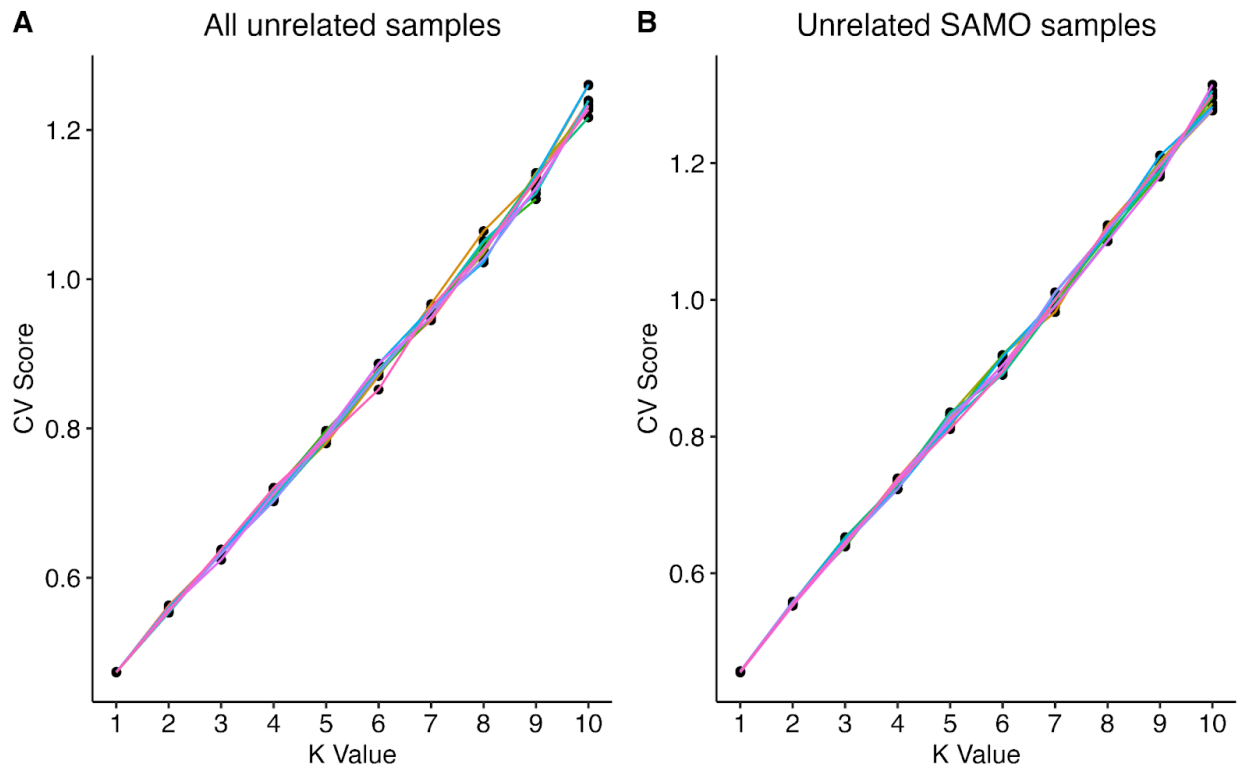 A
All unrelated samples
CV Score
1.2
1.0
0.8
0.6
1 2 3 4 5 6 7 8 9 10
K Value
B
Unrelated SAMO samples
CV Score
1.2
1.0
0.8
0.6
1 2 3 4 5 6 7 8 9 10
K Value